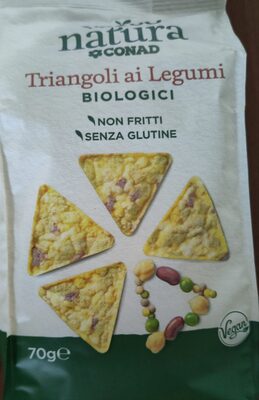 natura
CONAD
Triangoli ai Legumi
BIOLOGICI
NON FRITTI
SENZA GLUTINE
Vegan
70g℮